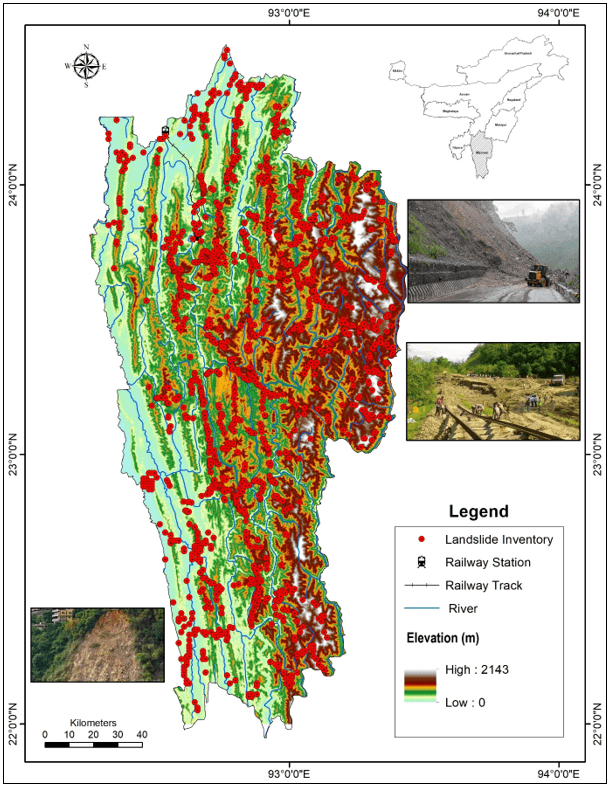 93°0'0"E 94°0'0"E
N
W E
S
Arunachal Pradesh
Sikkim
Assam
Nagaland
Meghalaya
Manipur
Tripura
Mizoram
24°0'0"N 24°0'0"N
23°0'0"N 23°0'0"N
Legend
Landslide Inventory
Railway Station
Railway Track
River
Elevation (m)
High : 2143
Low : 0
Kilometers
0 10 20 30 40
22°0'0"N 22°0'0"N
93°0'0"E 94°0'0"E